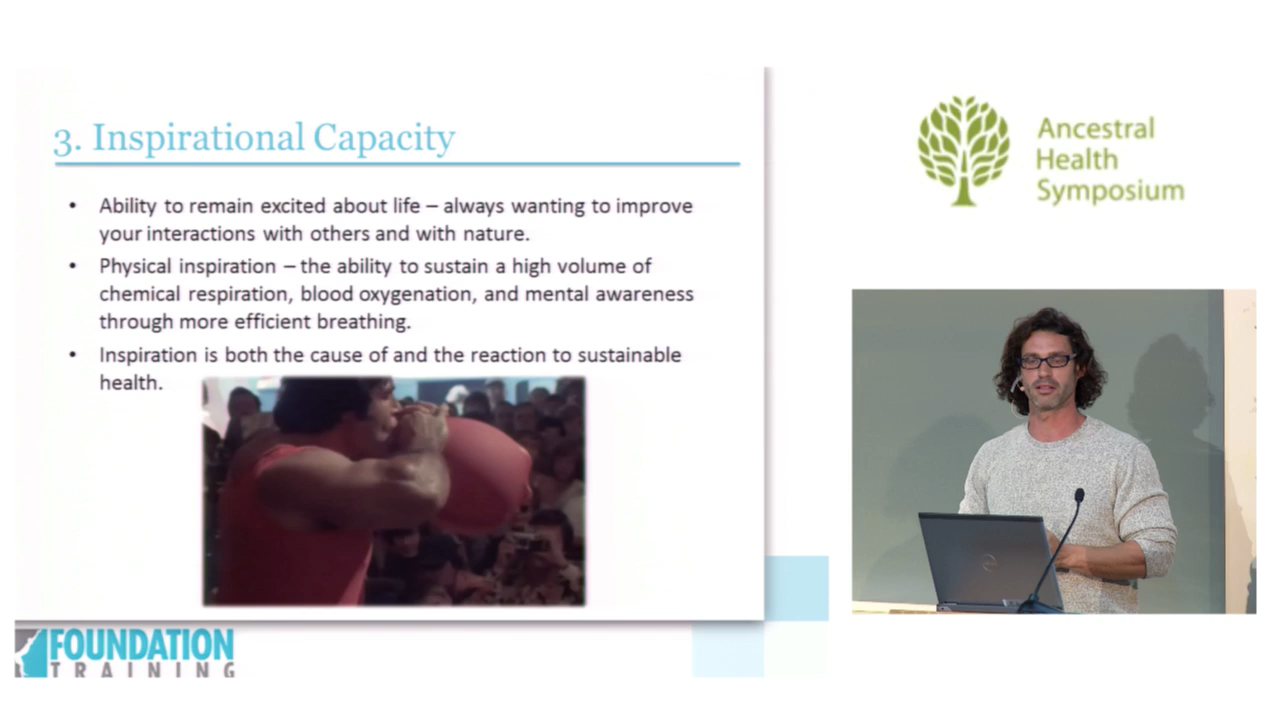 3. Inspirational Capacity
• Ability to remain excited about life – always wanting to improve
your interactions with others and with nature.
• Physical inspiration – the ability to sustain a high volume of
chemical respiration, blood oxygenation, and mental awareness
through more efficient breathing.
• Inspiration is both the cause of and the reaction to sustainable
health.
FOUNDATION
TRAINING
Ancestral
Health
Symposium